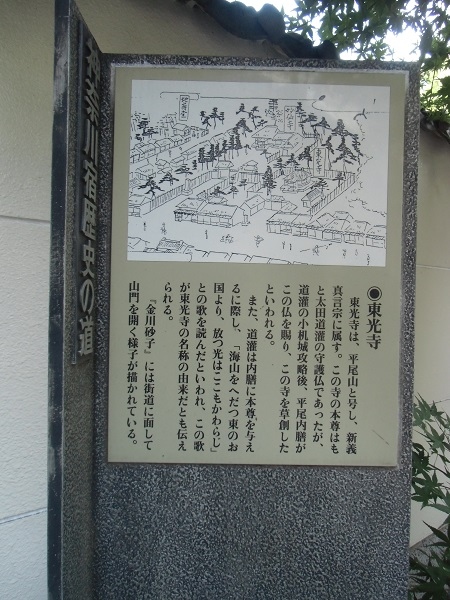 神奈川宿歴史の道
◉東光寺
東光寺は、平尾山と号し、新義
真言宗に属す。この寺の本尊はも
と太田道灌の守護仏であったが、
道灌の小机城攻略後、平尾内膳が
この仏を賜り、この寺を草創した
といわれる。
また、道灌は内膳に本尊を与え
るに際し、「海山をへだつ東のお
国より、放つ光はここもかわらじ」
との歌を読んだといわれ、この歌
が東光寺の名称の由来だとも伝え
られる。
『金川砂子』には街道に面して
山門を開く様子が描かれている。